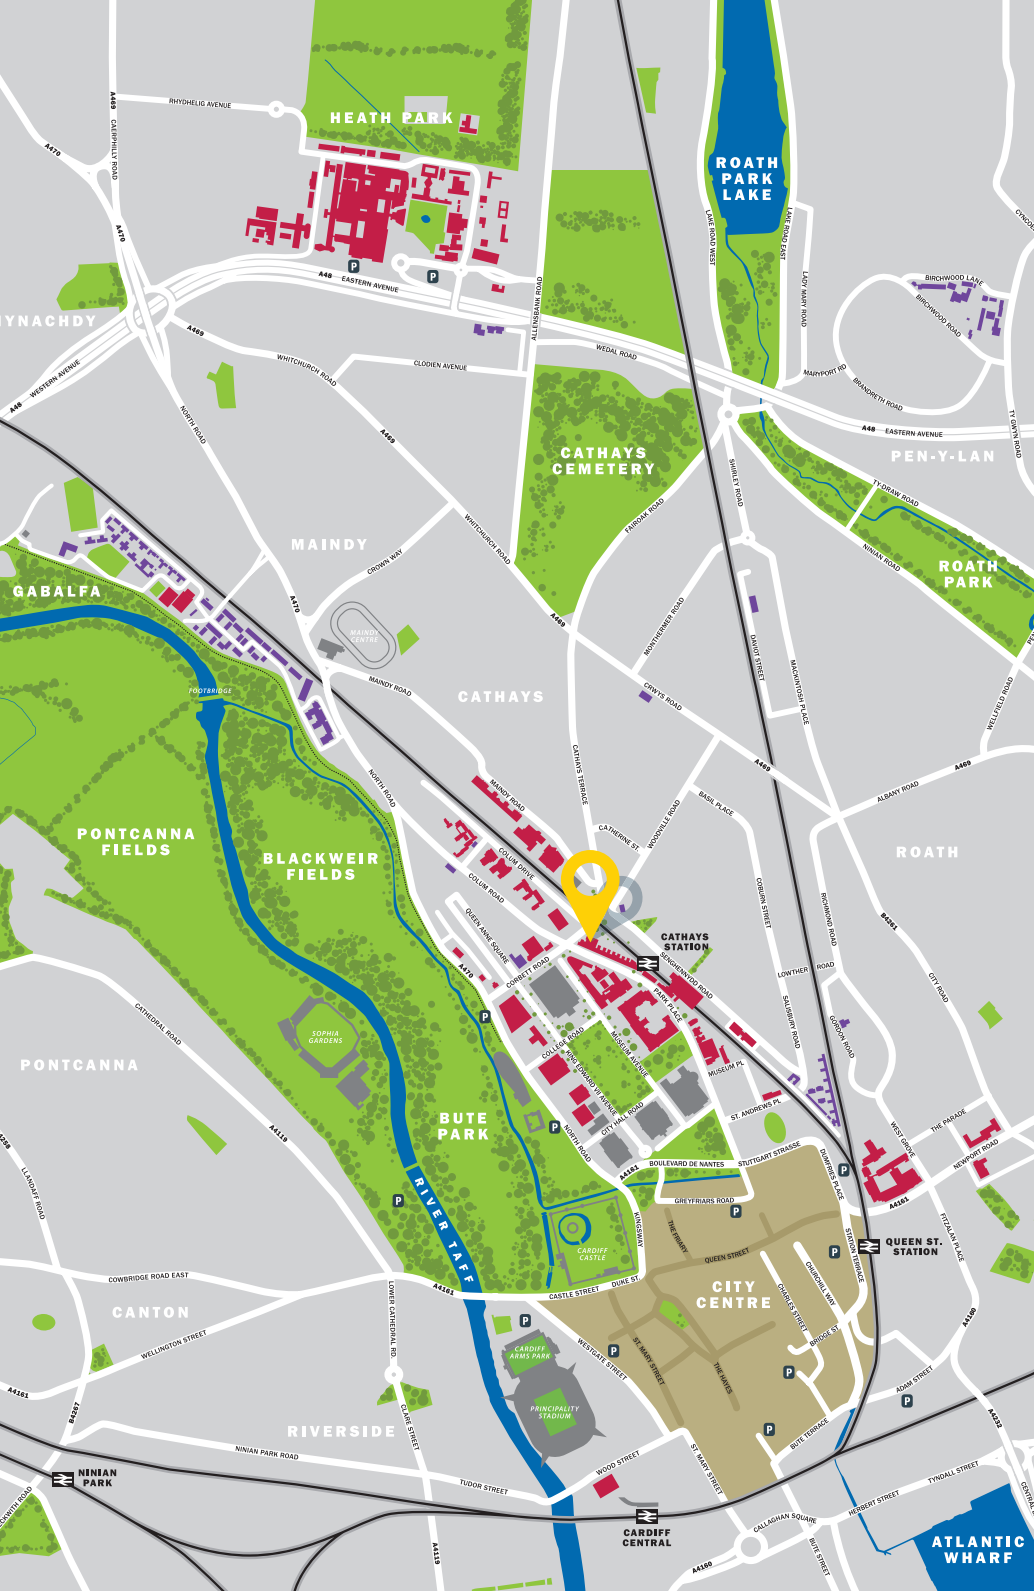 A469
CAERPHILLY ROAD
RHYDHELIG AVENUE
HEATH PARK
A470
A470
ROATH
PARK
LAKE
LAKE ROAD WEST
LAKE ROAD EAST
LADY MARY ROAD
P
P
A48
EASTERN AVENUE
ALLENSBANK ROAD
BIRCHWOOD LANE
BIRCHWOOD ROAD
A469
WHITCHURCH ROAD
CLODIEN AVENUE
WEDAL ROAD
MARYPORT RD
BRANDRETH ROAD
A48
WESTERN AVENUE
NORTH ROAD
A469
CATHAYS
CEMETERY
A48
EASTERN AVENUE
TY GWYN ROAD
PEN-Y-LAN
SHIRLEY ROAD
TY-DRAW ROAD
FAIROAK ROAD
WHITCHURCH ROAD
MAINDY
CROWN WAY
NINIAN ROAD
ROATH
PARK
GABALFA
A470
A469
MAINDY
CENTRE
MONTHERMER ROAD
DAVIOT STREET
MACKINTOSH PLACE
FOOTBRIDGE
MAINDY ROAD
CATHAYS
CRWYS ROAD
WELLFIELD ROAD
CATHAYS TERRACE
A469
A469
ALBANY ROAD
NORTH ROAD
MAINDY ROAD
BASIL PLACE
WOODVILLE ROAD
CATHERINE ST.
PONTCANNA
FIELDS
BLACKWEIR
FIELDS
COLUM DRIVE
COLUM ROAD
ROATH
COBURN STREET
RICHMOND ROAD
B4261
QUEEN ANNE SQUARE
CATHAYS
STATION
SENGHENNYDD ROAD
CORBETT ROAD
A470
PARK PLACE
LOWTHER ROAD
CITY ROAD
SALISBURY ROAD
GORDON ROAD
CATHEDRAL ROAD
SOPHIA
GARDENS
P
COLLEGE ROAD
MUSEUM AVENUE
KING EDWARD VII AVENUE
MUSEUM PL
PONTCANNA
BUTE
PARK
P
NORTH ROAD
CITY HALL ROAD
ST. ANDREWS PL
WEST GROVE
THE PARADE
NEWPORT ROAD
A4119
LLANDAFF ROAD
A4161
BOULEVARD DE NANTES
STUTTGART STRASSE
DUMFRIES PLACE
P
P
RIVER TAFF
GREYFRIARS ROAD
P
A4161
FITZALAN PLACE
KINGSWAY
THE FRIARY
QUEEN STREET
STATION TERRACE
P
QUEEN ST.
STATION
CARDIFF
CASTLE
DUKE ST.
CASTLE STREET
A4161
COWBRIDGE ROAD EAST
CANTON
LOWER CATHEDRAL RD
CITY
CENTRE
CHARLES STREET
CHURCHILL WAY
BRIDGE ST.
A4160
WELLINGTON STREET
P
CARDIFF
ARMS PARK
WESTGATE STREET
P
ST. MARY STREET
THE HAYES
P
ADAM STREET
P
A4161
B4267
CLARE STREET
PRINCIPALITY
STADIUM
RIVERSIDE
P
BUTE TERRACE
A4232
NINIAN PARK ROAD
ST. MARY STREET
WOOD STREET
TYNDALL STREET
NINIAN
PARK
TUDOR STREET
HERBERT STREET
CARDIFF
CENTRAL
CALLAGHAN SQUARE
BUTE STREET
ATLANTIC
WHARF
A4119
A4160